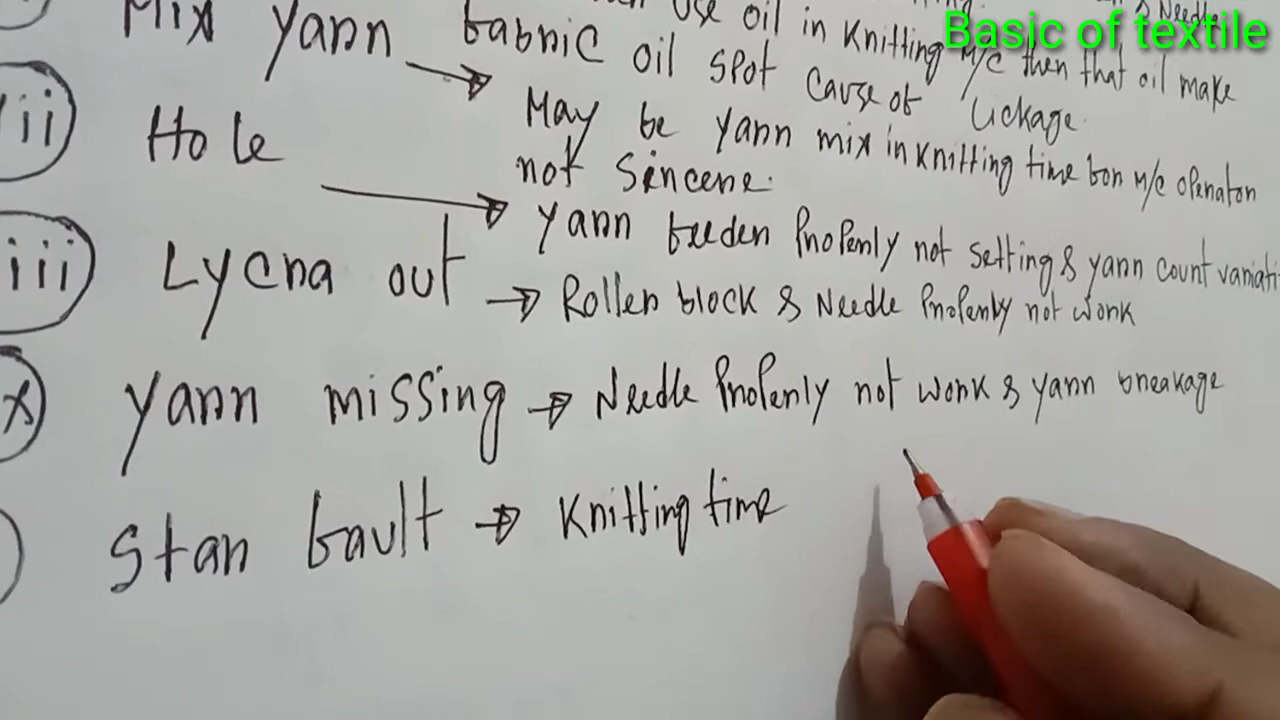 Basic of textile
Use oil in Knitting M/c then that oil make
fabric oil spot cause of Lickage
Mix yarn → May be yarn mix in knitting time for M/c operator
not sincere.
ii Hole → Yarn feeder Properly not setting & yarn count variati
iii Lycra out → Roller block & Needle Properly not work
x Yarn missing → Needle Properly not work & yarn breakage
Star fault → Knitting time